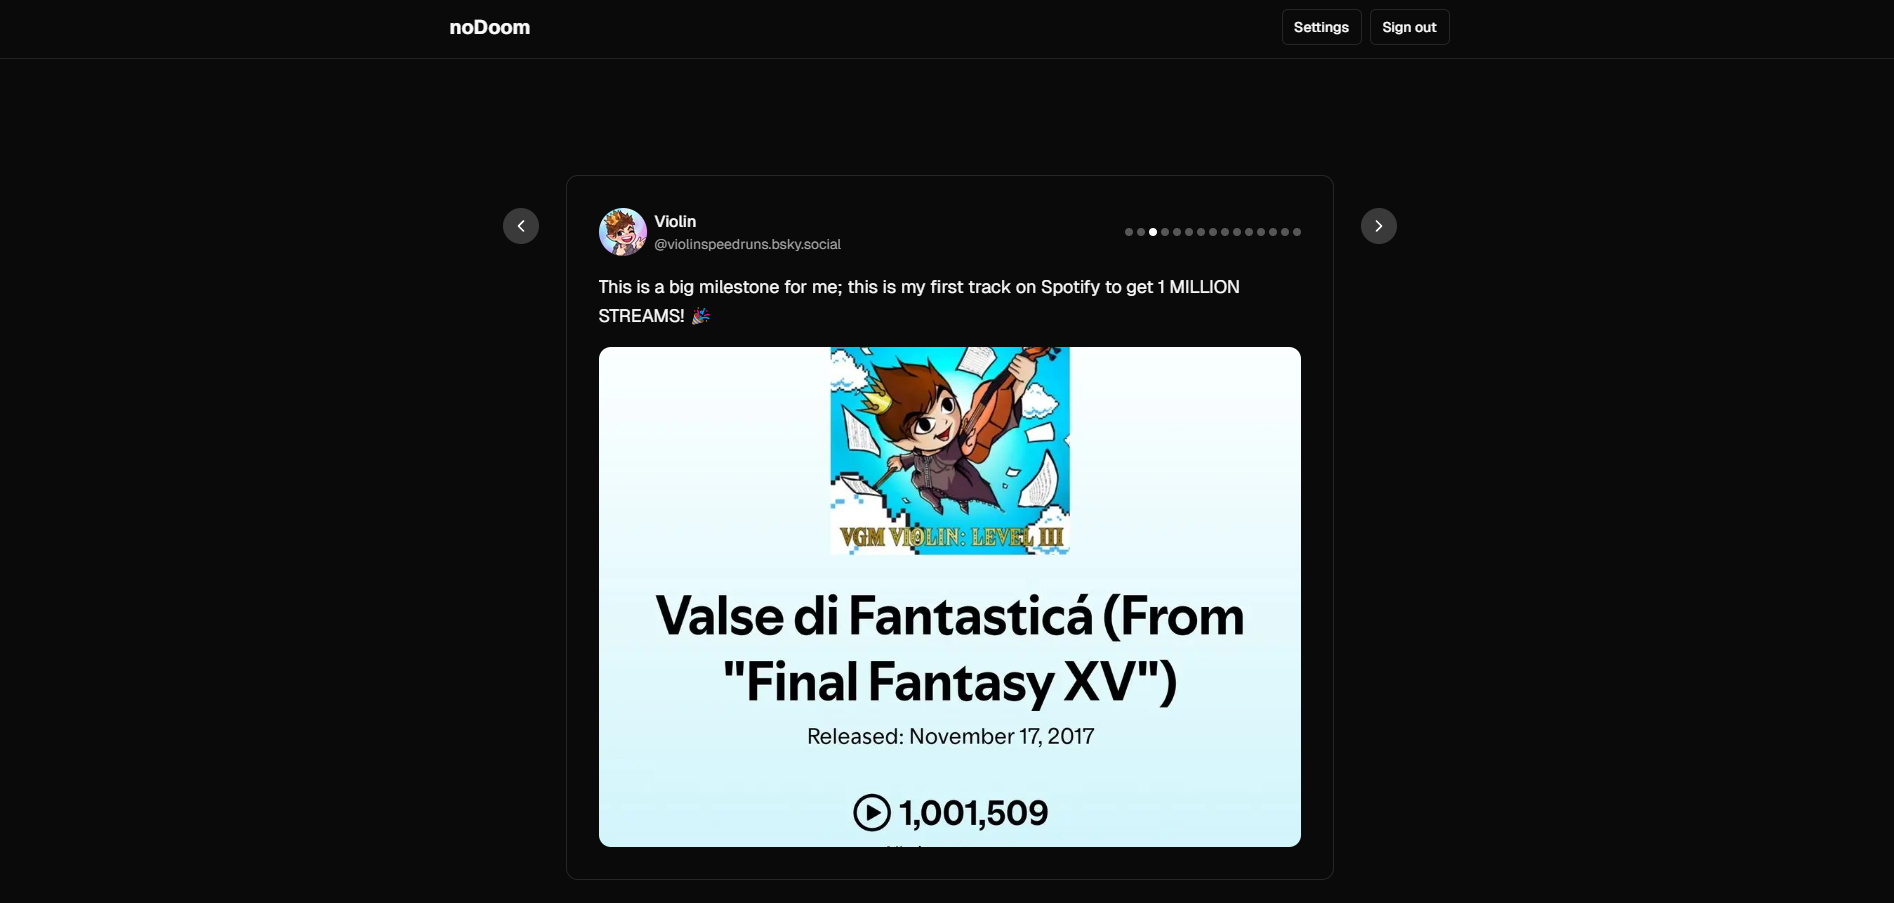 noDoom
Settings
Sign out
Violin
@violinspeedruns.bsky.social
This is a big milestone for me; this is my first track on Spotify to get 1 MILLION
STREAMS! 🎉
VGM VIOLIN: LEVEL III
Valse di Fantasticá (From
"Final Fantasy XV")
Released: November 17, 2017
1,001,509